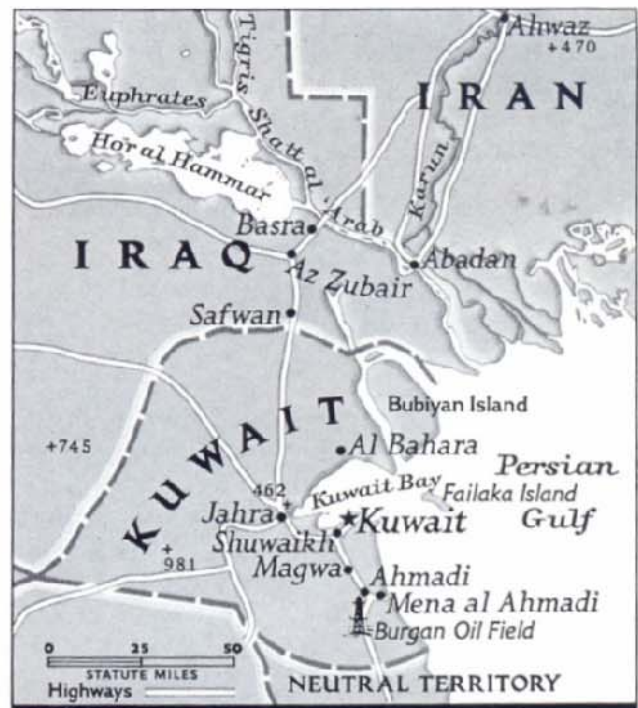 Ahwaz
+470
Tigris
IRAN
Euphrates
Shatt al 'Arab
Hor al Hammar
Karun
Basra
IRAQ
Abadan
Az Zubair
Safwan
KUWAIT
Bubiyan Island
+745
Al Bahara
Persian
Gulf
462
+
Kuwait Bay
Failaka Island
Jahra
Kuwait
Shuwaikh
+
981
Magwa
Ahmadi
Mena al Ahmadi
Burgan Oil Field
0 25 50
STATUTE MILES
Highways
NEUTRAL TERRITORY